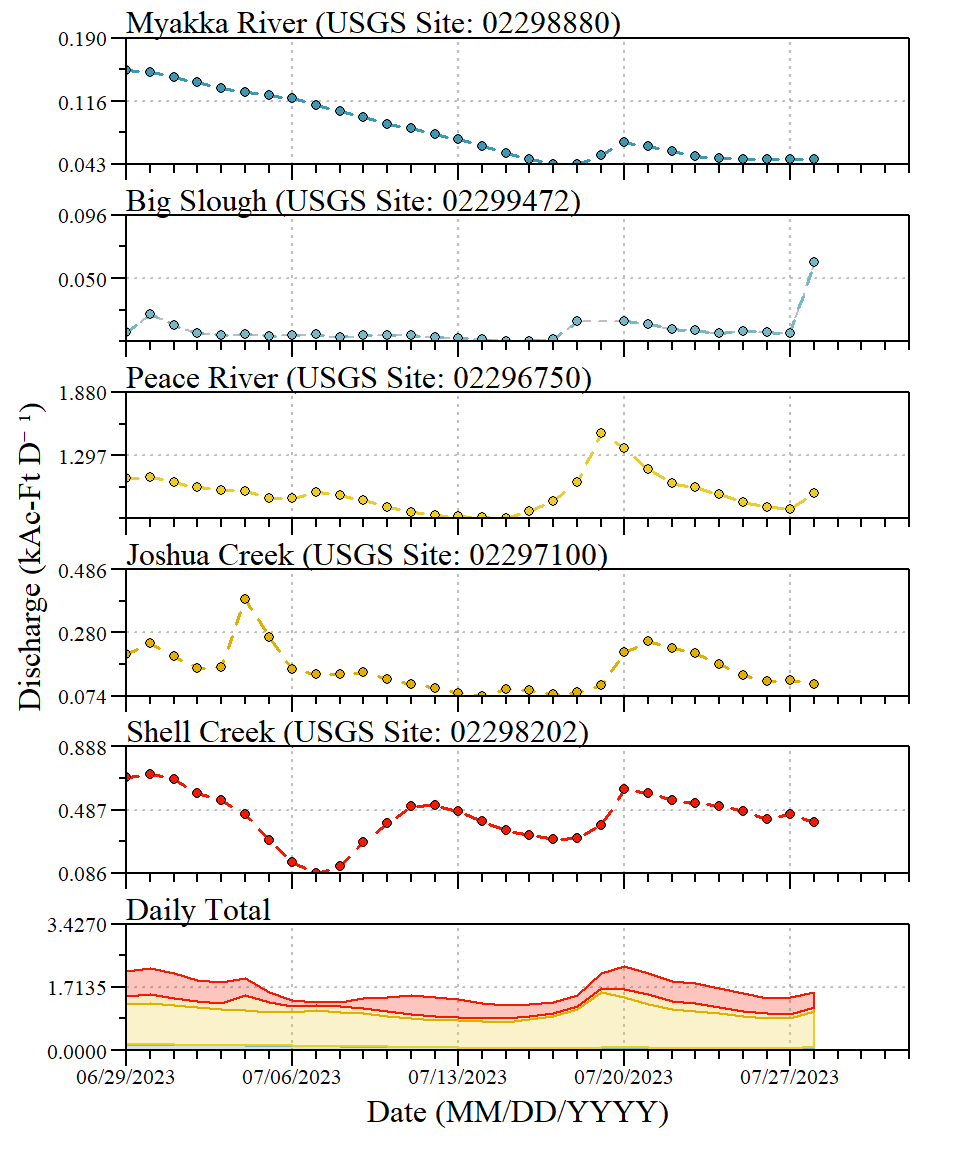 Myakka River (USGS Site: 02298880)
0.190
0.116
0.043
Big Slough (USGS Site: 02299472)
0.096
0.050
Peace River (USGS Site: 02296750)
1.880
1.297
Discharge (kAc-Ft D⁻¹)
Joshua Creek (USGS Site: 02297100)
0.486
0.280
0.074
Shell Creek (USGS Site: 02298202)
0.888
0.487
0.086
Daily Total
3.4270
1.7135
0.0000
06/29/2023 07/06/2023 07/13/2023 07/20/2023 07/27/2023
Date (MM/DD/YYYY)